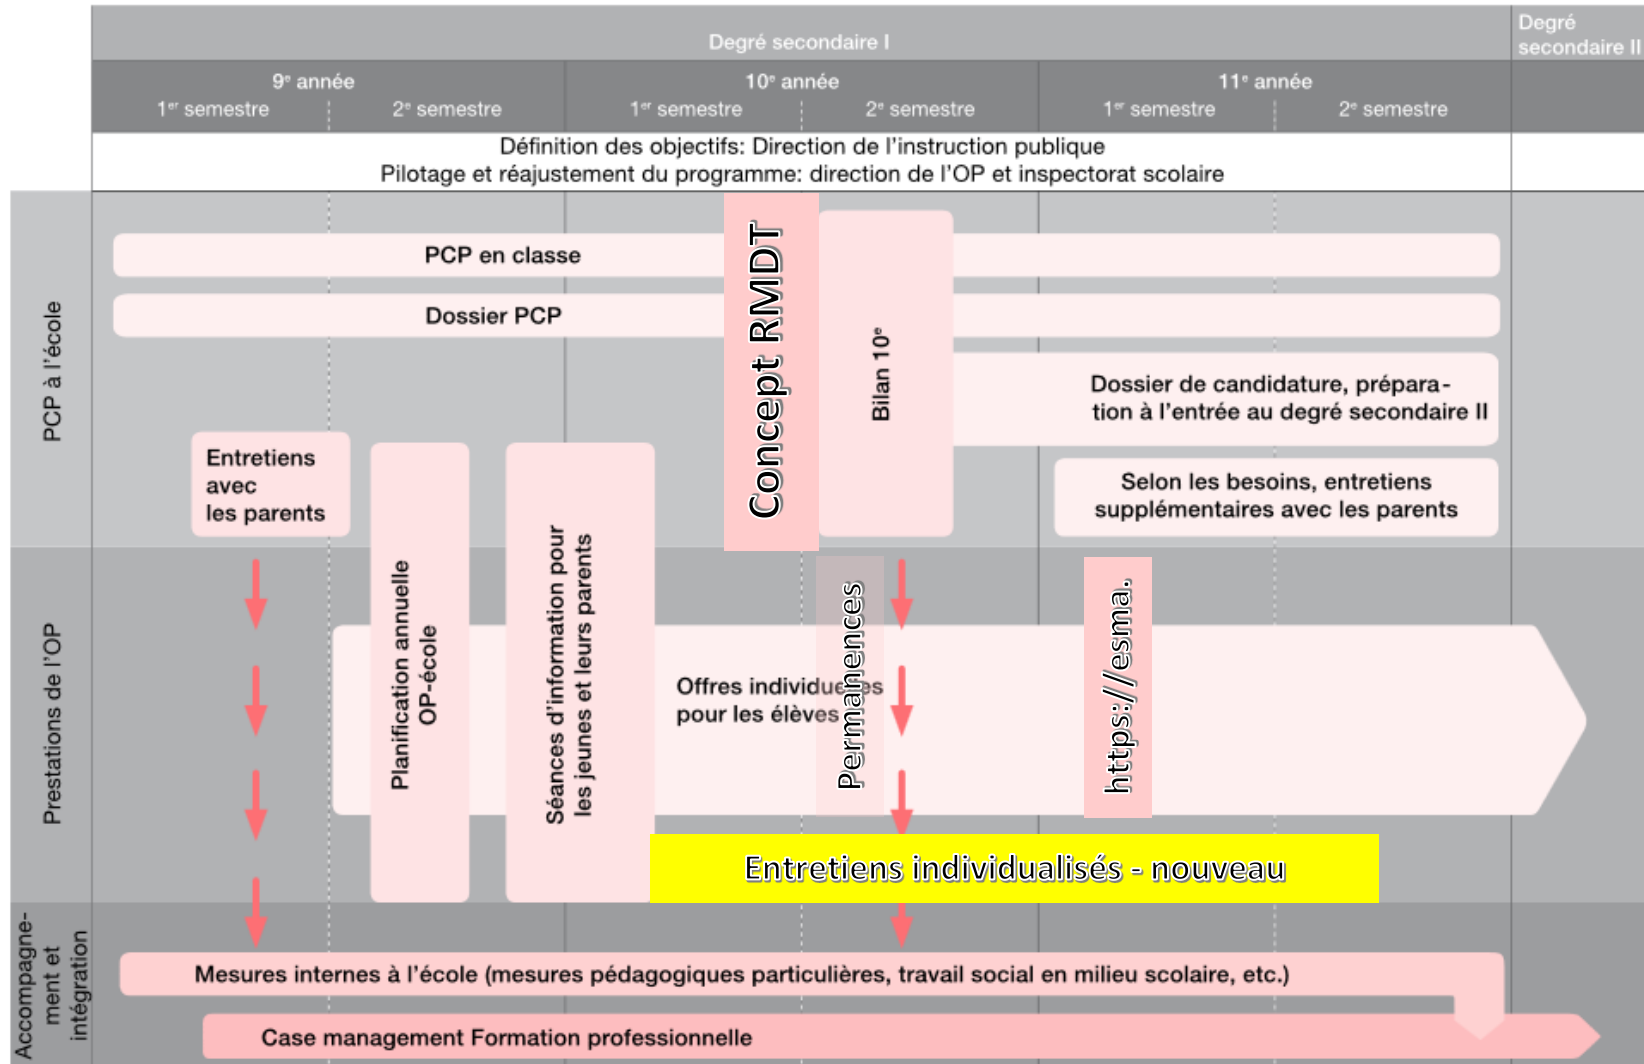 Degré secondaire I
Degré
secondaire II
9e année
10e année
11e année
1er semestre
2e semestre
1er semestre
2e semestre
1er semestre
2e semestre
Définition des objectifs: Direction de l'instruction publique
Pilotage et réajustement du programme: direction de l'OP et inspectorat scolaire
PCP à l'école
PCP en classe
Dossier PCP
Concept RMDT
Bilan 10e
Dossier de candidature, prépara-
tion à l'entrée au degré secondaire II
Entretiens
avec
les parents
Selon les besoins, entretiens
supplémentaires avec les parents
Prestations de l'OP
Planification annuelle
OP-école
Séances d'information pour
les jeunes et leurs parents
Offres individuelles
pour les élèves
Permanences
https://esma.
Entretiens individualisés - nouveau
Accompagne-
ment et
intégration
Mesures internes à l'école (mesures pédagogiques particulières, travail social en milieu scolaire, etc.)
Case management Formation professionnelle